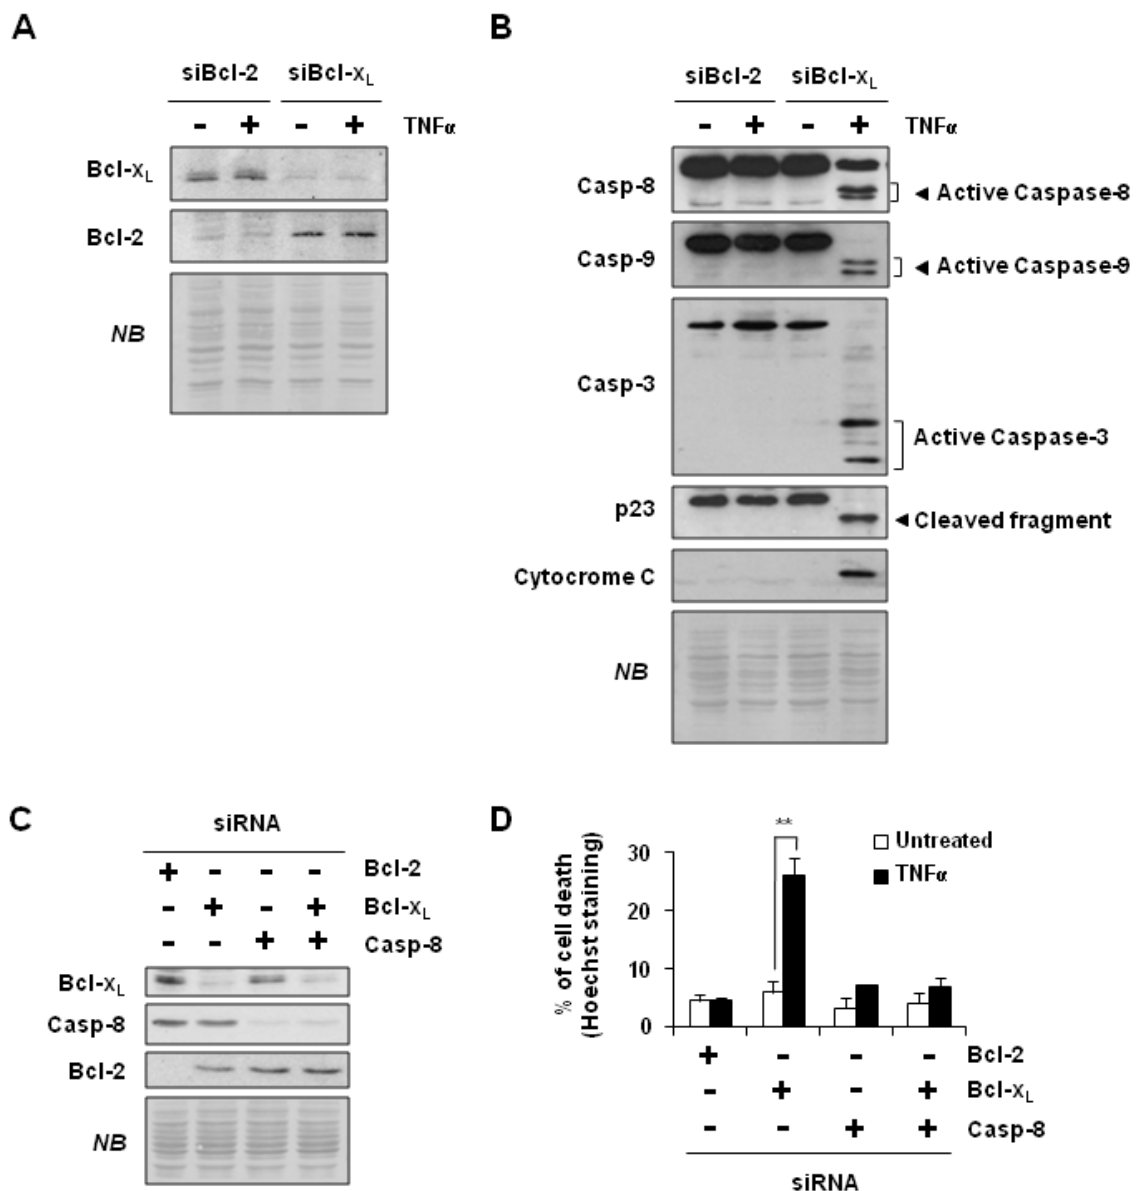 A
siBcl-2 siBcl-xL
- + - + TNFα
Bcl-xL
Bcl-2
NB
B
siBcl-2 siBcl-xL
- + - + TNFα
Casp-8 ◄ Active Caspase-8
Casp-9 ◄ Active Caspase-9
Casp-3
Active Caspase-3
p23
◄ Cleaved fragment
Cytocrome C
NB
C
siRNA
+ - - - Bcl-2
- + - + Bcl-xL
- - + + Casp-8
Bcl-xL
Casp-8
Bcl-2
NB
D
% of cell death
(Hoechst staining)
30
20
10
0
**
Untreated
TNFα
+ - - - Bcl-2
- + - + Bcl-xL
- - + + Casp-8
siRNA